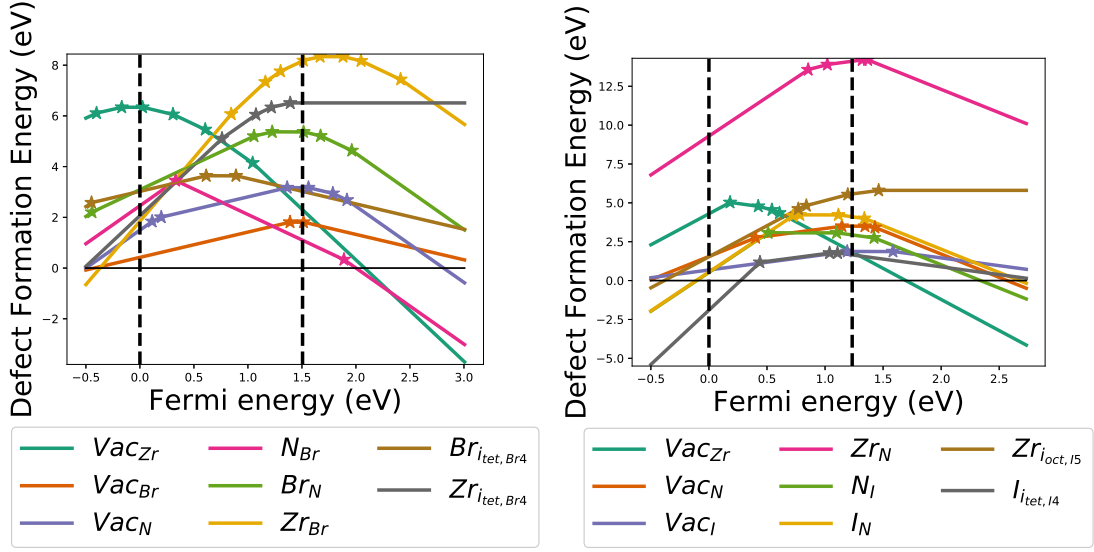 Defect Formation Energy (eV)
8
6
4
2
0
−2
−0.5 0.0 0.5 1.0 1.5 2.0 2.5 3.0
Fermi energy (eV)
Vac_Zr N_Br Br_i_tet,Br4
Vac_Br Br_N Zr_i_tet,Br4
Vac_N Zr_Br
Defect Formation Energy (eV)
12.5
10.0
7.5
5.0
2.5
0.0
−2.5
−5.0
−0.5 0.0 0.5 1.0 1.5 2.0 2.5
Fermi energy (eV)
Vac_Zr Zr_N Zr_i_oct,I5
Vac_N N_I I_i_tet,I4
Vac_I I_N